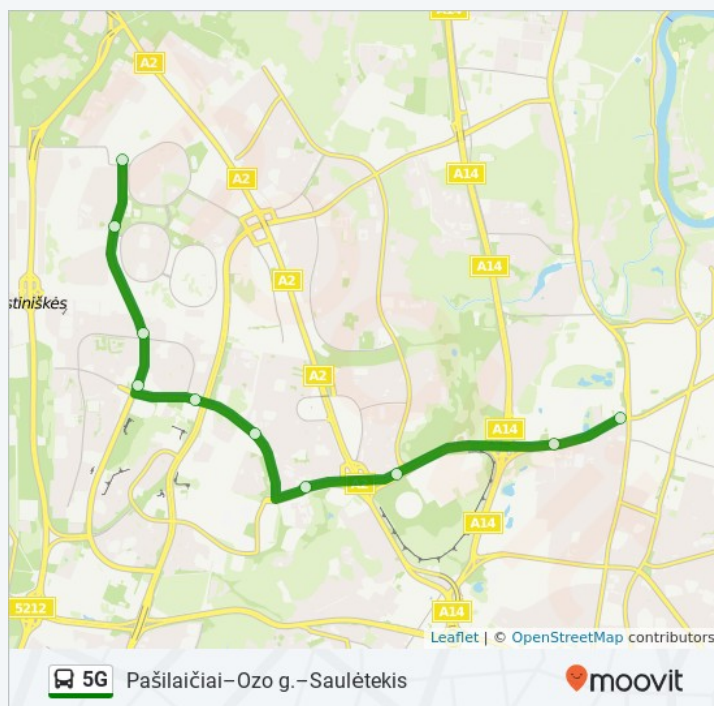 A14
A2
A14
A2
A14
A2
stiniškės
A2
A14
A14
5212
A14
Leaflet | © OpenStreetMap contributors
5G Pašilaičiai–Ozo g.–Saulėtekis
moovit